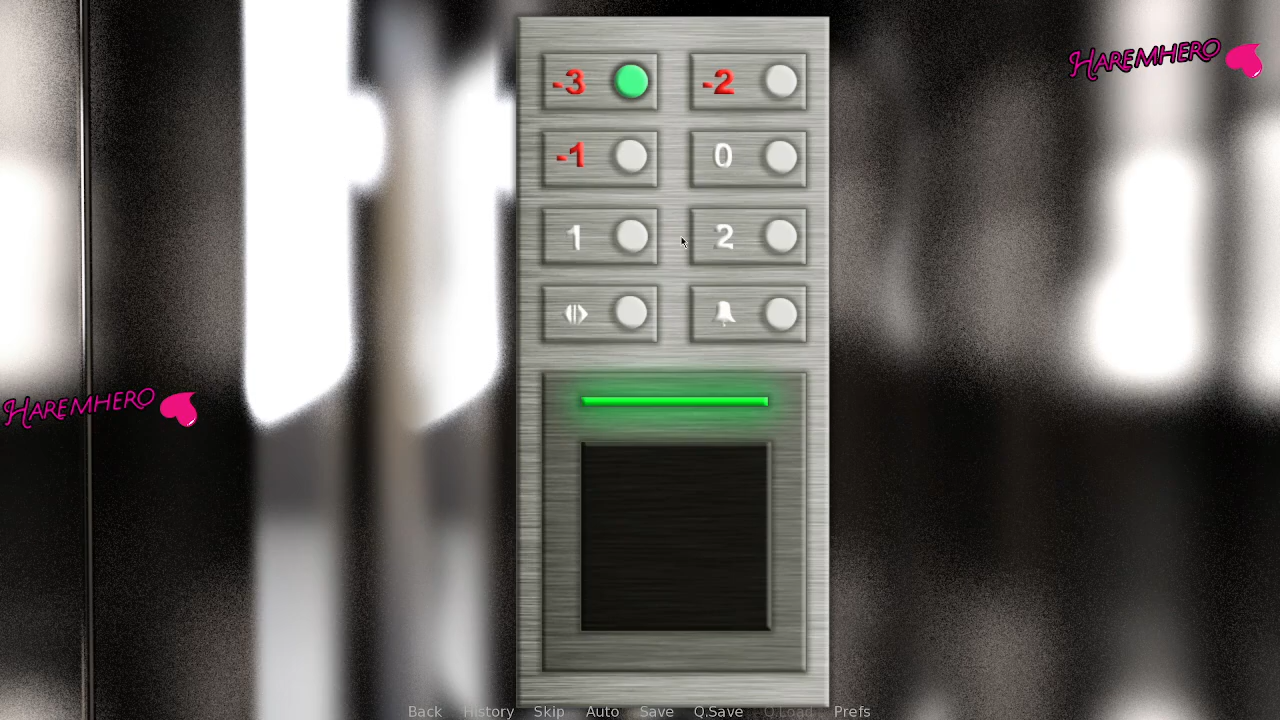 HAREMHERO
-3 -2
-1 0
1 2
HAREMHERO
Back History Skip Auto Save Q.Save Q.Load Prefs